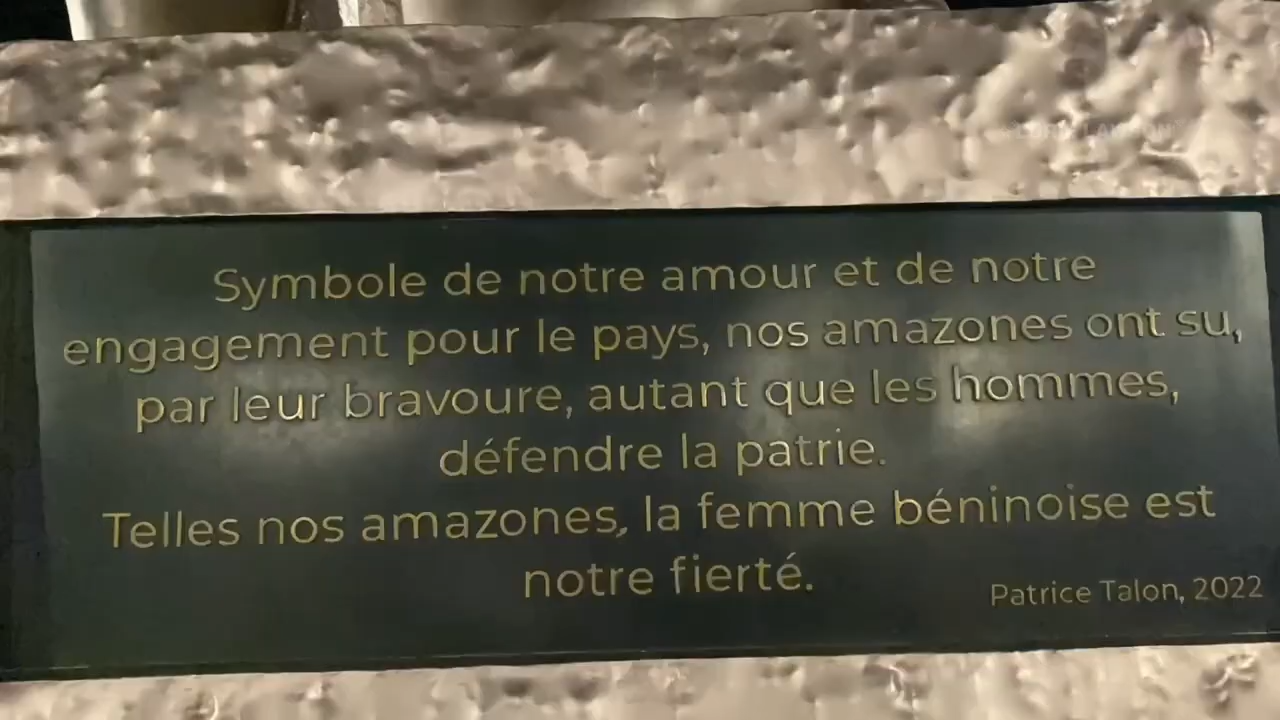 Symbole de notre amour et de notre
engagement pour le pays, nos amazones ont su,
par leur bravoure, autant que les hommes,
défendre la patrie.
Telles nos amazones, la femme béninoise est
notre fierté.
Patrice Talon, 2022